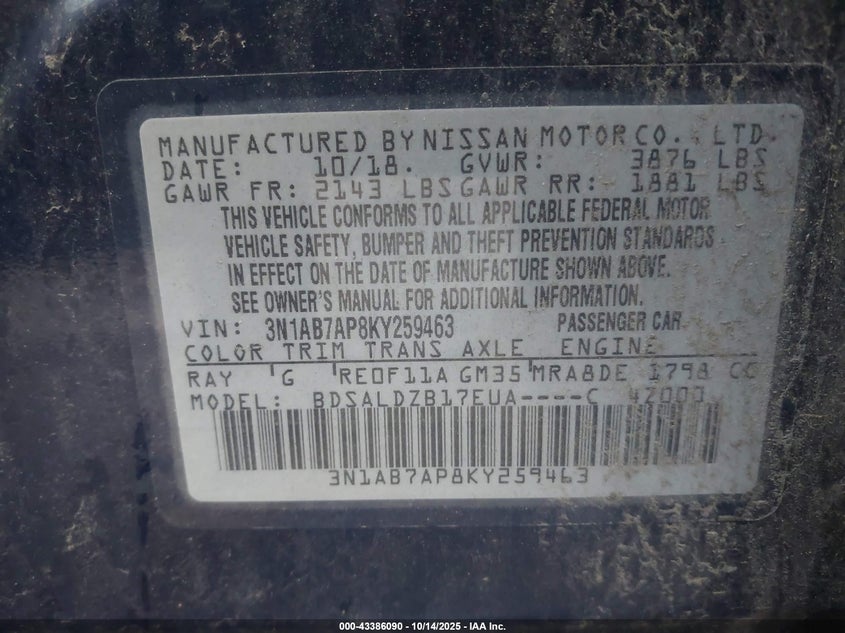 MANUFACTURED BY NISSAN MOTOR CO., LTD.
DATE: 10/18. GVWR: 3876 LBS
GAWR FR: 2143 LBS GAWR RR: 1881 LBS
THIS VEHICLE CONFORMS TO ALL APPLICABLE FEDERAL MOTOR
VEHICLE SAFETY, BUMPER AND THEFT PREVENTION STANDARDS
IN EFFECT ON THE DATE OF MANUFACTURE SHOWN ABOVE.
SEE OWNER'S MANUAL FOR ADDITIONAL INFORMATION.
VIN: 3N1AB7AP8KY259463 PASSENGER CAR
COLOR TRIM TRANS AXLE ENGINE
RAY G RE0F11A GM35 MRA8DE 1798 CC
MODEL: BDSALDZB17EUA----C 42000
3N1AB7AP8KY259463
000-43386090 - 10/14/2025 - IAA Inc.